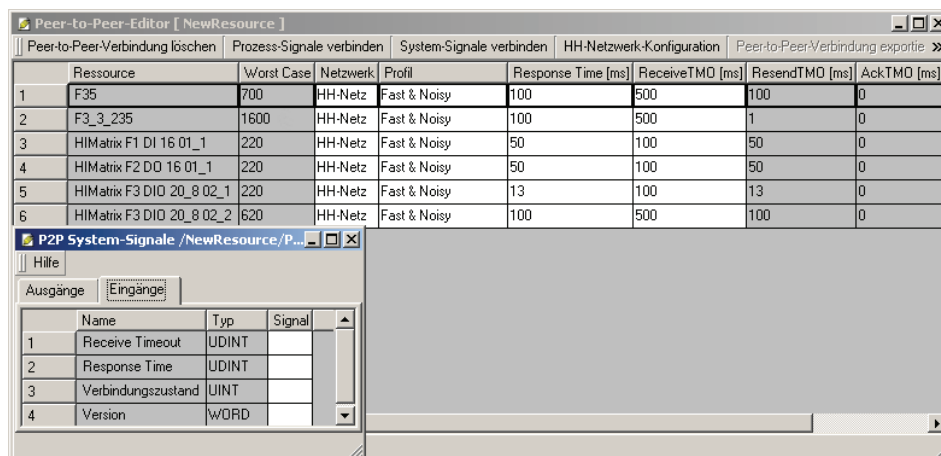 Peer-to-Peer-Editor [ NewResource ]
Peer-to-Peer-Verbindung löschen Prozess-Signale verbinden System-Signale verbinden HH-Netzwerk-Konfiguration Peer-to-Peer-Verbindung exportie »
Ressource Worst Case Netzwerk Profil Response Time [ms] ReceiveTMO [ms] ResendTMO [ms] AckTMO [ms]
1 F35 700 HH-Netz Fast & Noisy 100 500 100 0
2 F3_3_235 1600 HH-Netz Fast & Noisy 100 500 1 0
3 HIMatrix F1 DI 16 01_1 220 HH-Netz Fast & Noisy 50 100 50 0
4 HIMatrix F2 DO 16 01_1 220 HH-Netz Fast & Noisy 50 100 50 0
5 HIMatrix F3 DIO 20_8 02_1 220 HH-Netz Fast & Noisy 13 100 13 0
6 HIMatrix F3 DIO 20_8 02_2 620 HH-Netz Fast & Noisy 100 500 100 0
P2P System-Signale /NewResource/P...
Hilfe
Ausgänge Eingänge
Name Typ Signal
1 Receive Timeout UDINT
2 Response Time UDINT
3 Verbindungszustand UINT
4 Version WORD